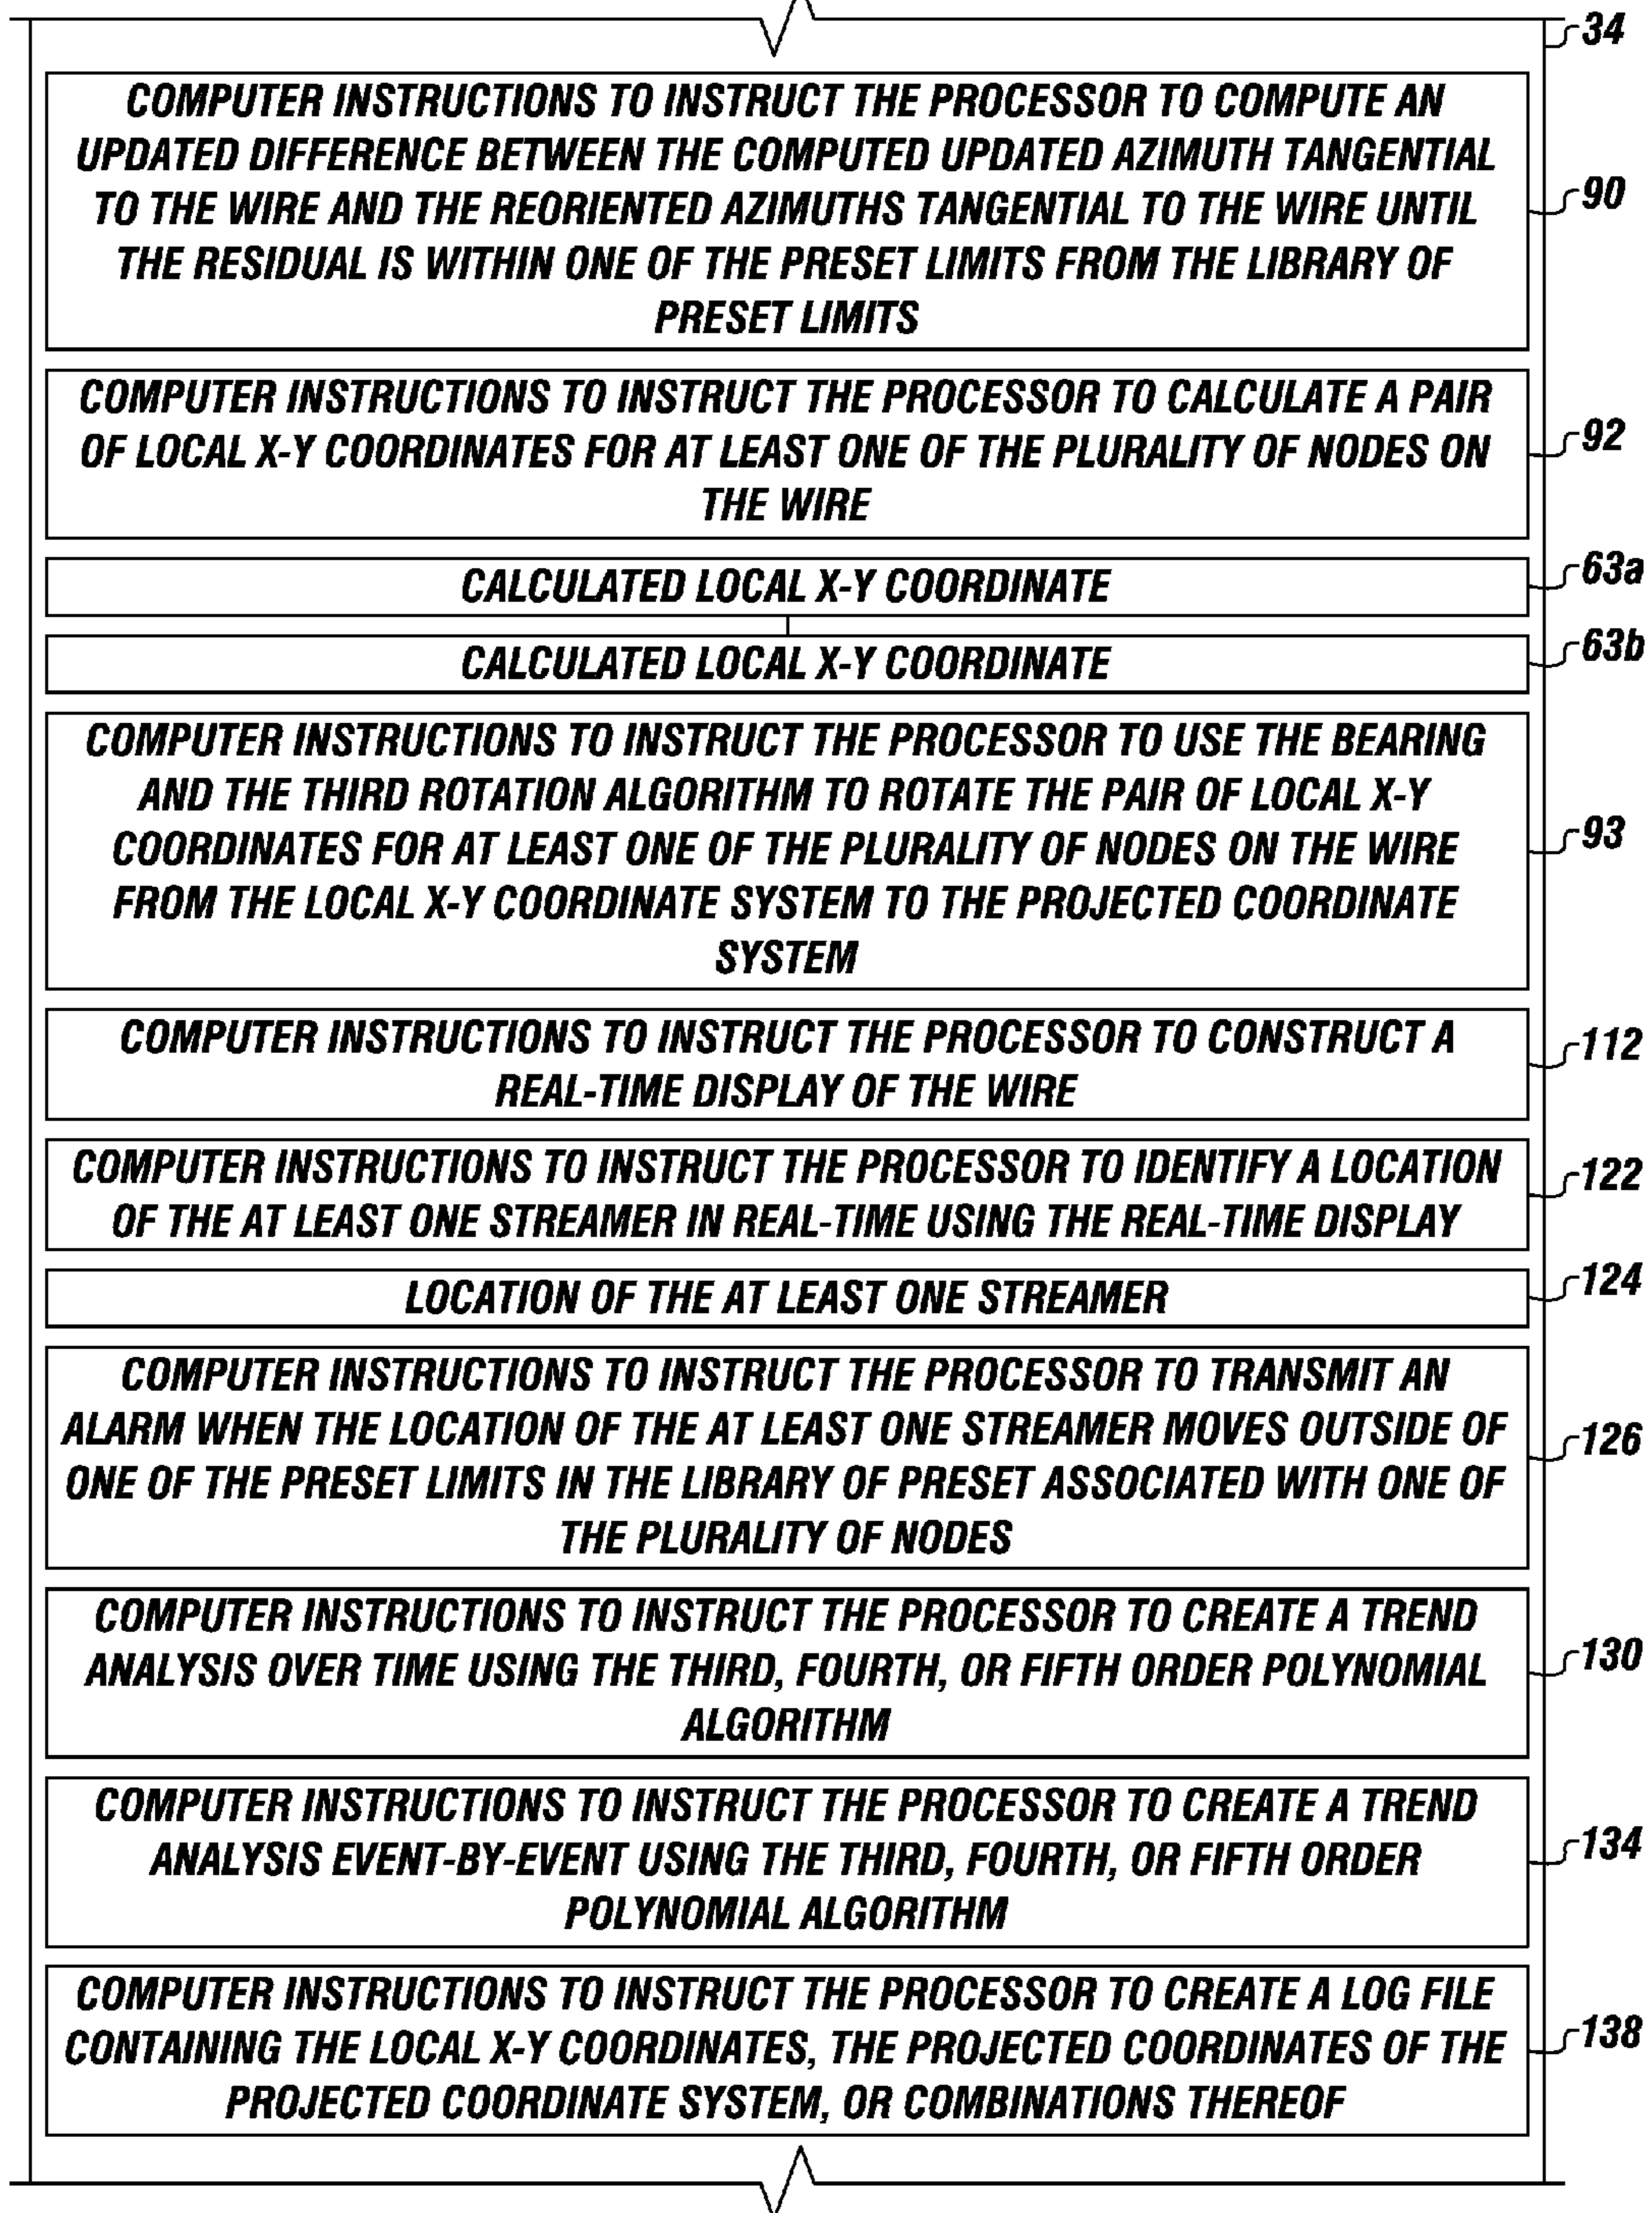 34
COMPUTER INSTRUCTIONS TO INSTRUCT THE PROCESSOR TO COMPUTE AN
UPDATED DIFFERENCE BETWEEN THE COMPUTED UPDATED AZIMUTH TANGENTIAL
TO THE WIRE AND THE REORIENTED AZIMUTHS TANGENTIAL TO THE WIRE UNTIL
THE RESIDUAL IS WITHIN ONE OF THE PRESET LIMITS FROM THE LIBRARY OF
PRESET LIMITS
90
COMPUTER INSTRUCTIONS TO INSTRUCT THE PROCESSOR TO CALCULATE A PAIR
OF LOCAL X-Y COORDINATES FOR AT LEAST ONE OF THE PLURALITY OF NODES ON
THE WIRE
92
CALCULATED LOCAL X-Y COORDINATE
63a
CALCULATED LOCAL X-Y COORDINATE
63b
COMPUTER INSTRUCTIONS TO INSTRUCT THE PROCESSOR TO USE THE BEARING
AND THE THIRD ROTATION ALGORITHM TO ROTATE THE PAIR OF LOCAL X-Y
COORDINATES FOR AT LEAST ONE OF THE PLURALITY OF NODES ON THE WIRE
FROM THE LOCAL X-Y COORDINATE SYSTEM TO THE PROJECTED COORDINATE
SYSTEM
93
COMPUTER INSTRUCTIONS TO INSTRUCT THE PROCESSOR TO CONSTRUCT A
REAL-TIME DISPLAY OF THE WIRE
112
COMPUTER INSTRUCTIONS TO INSTRUCT THE PROCESSOR TO IDENTIFY A LOCATION
OF THE AT LEAST ONE STREAMER IN REAL-TIME USING THE REAL-TIME DISPLAY
122
LOCATION OF THE AT LEAST ONE STREAMER
124
COMPUTER INSTRUCTIONS TO INSTRUCT THE PROCESSOR TO TRANSMIT AN
ALARM WHEN THE LOCATION OF THE AT LEAST ONE STREAMER MOVES OUTSIDE OF
ONE OF THE PRESET LIMITS IN THE LIBRARY OF PRESET ASSOCIATED WITH ONE OF
THE PLURALITY OF NODES
126
COMPUTER INSTRUCTIONS TO INSTRUCT THE PROCESSOR TO CREATE A TREND
ANALYSIS OVER TIME USING THE THIRD, FOURTH, OR FIFTH ORDER POLYNOMIAL
ALGORITHM
130
COMPUTER INSTRUCTIONS TO INSTRUCT THE PROCESSOR TO CREATE A TREND
ANALYSIS EVENT-BY-EVENT USING THE THIRD, FOURTH, OR FIFTH ORDER
POLYNOMIAL ALGORITHM
134
COMPUTER INSTRUCTIONS TO INSTRUCT THE PROCESSOR TO CREATE A LOG FILE
CONTAINING THE LOCAL X-Y COORDINATES, THE PROJECTED COORDINATES OF THE
PROJECTED COORDINATE SYSTEM, OR COMBINATIONS THEREOF
138